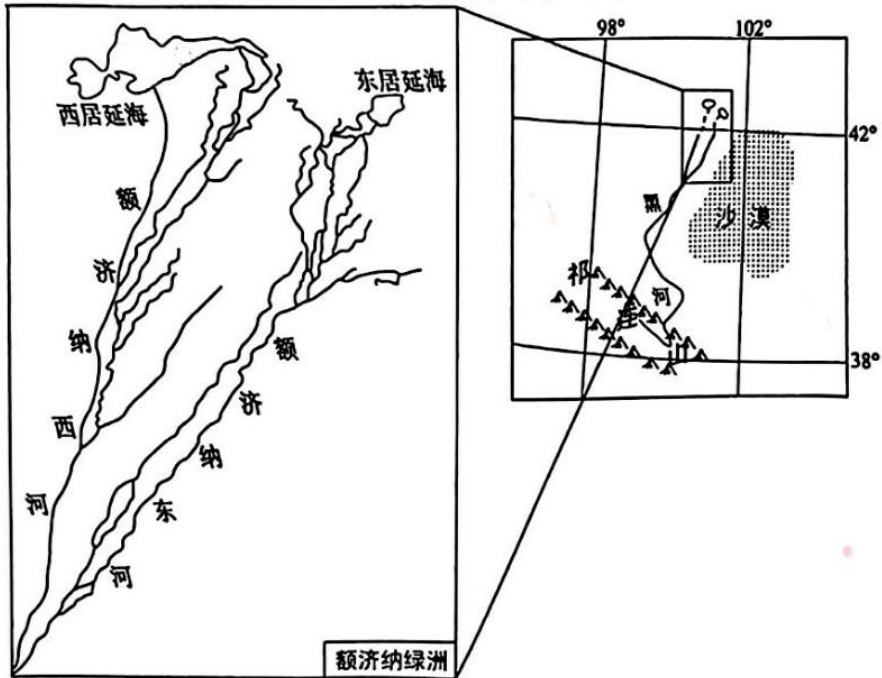 西居延海
东居延海
额
济
纳
西
河
额
济
纳
东
河
额济纳绿洲
98°
102°
42°
38°
黑
河
沙漠
祁
连
山